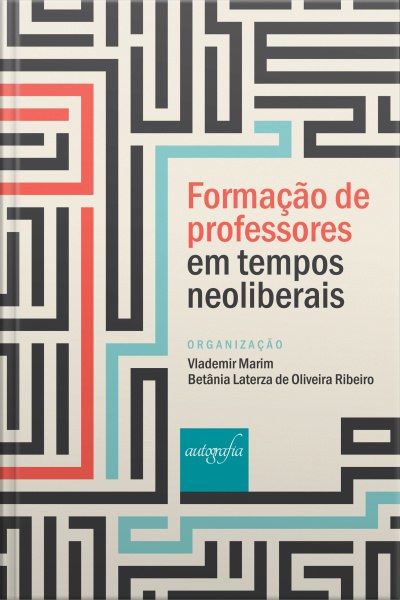 Formação de
professores
em tempos
neoliberais
ORGANIZAÇÃO
Vlademir Marim
Betânia Laterza de Oliveira Ribeiro
autografia